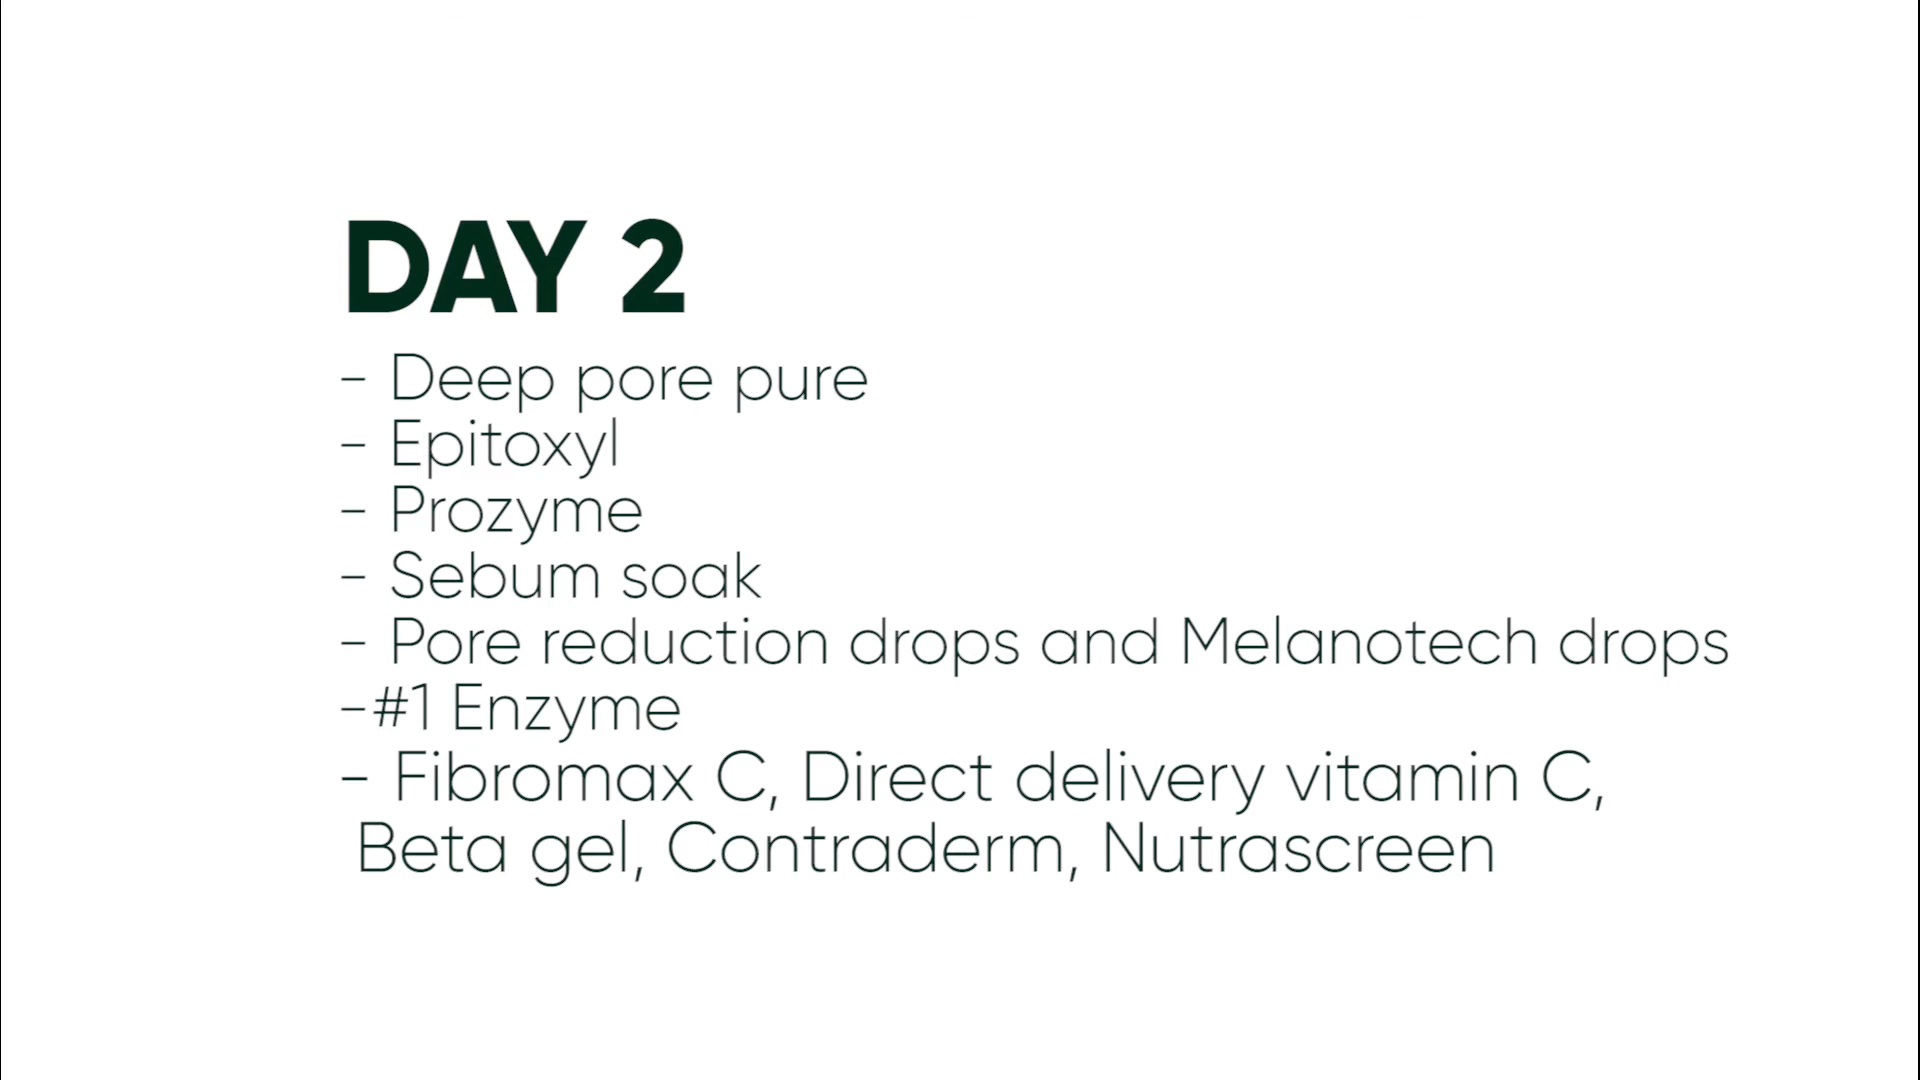 DAY 2
- Deep pore pure
- Epitoxyl
- Prozyme
- Sebum soak
- Pore reduction drops and Melanotech drops
-#1 Enzyme
- Fibromax C, Direct delivery vitamin C,
Beta gel, Contraderm, Nutrascreen